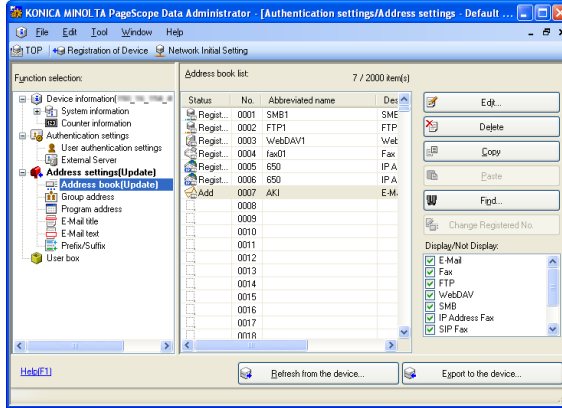 KONICA MINOLTA PageScope Data Administrator - [Authentication settings/Address settings - Default ...
File Edit Tool Window Help
TOP Registration of Device Network Initial Setting
Function selection:
Device information(
System information
Counter information
Authentication settings
User authentication settings
External Server
Address settings(Update)
Address book(Update)
Group address
Program address
E-Mail title
E-Mail text
Prefix/Suffix
User box
Address book list: 7 / 2000 item(s)
Status No. Abbreviated name Des
Regist... 0001 SMB1 SME
Regist... 0002 FTP1 FTP
Regist... 0003 WebDAV1 Web
Regist... 0004 fax01 Fax
Regist... 0005 650 IP A
Regist... 0006 650 IP A
Add 0007 AKI E-M
0008
0009
0010
0011
0012
0013
0014
0015
0016
0017
0018
Edit...
Delete
Copy
Paste
Find...
Change Registered No.
Display/Not Display:
E-Mail
Fax
FTP
WebDAV
SMB
IP Address Fax
SIP Fax
Help(F1)
Refresh from the device...
Export to the device...